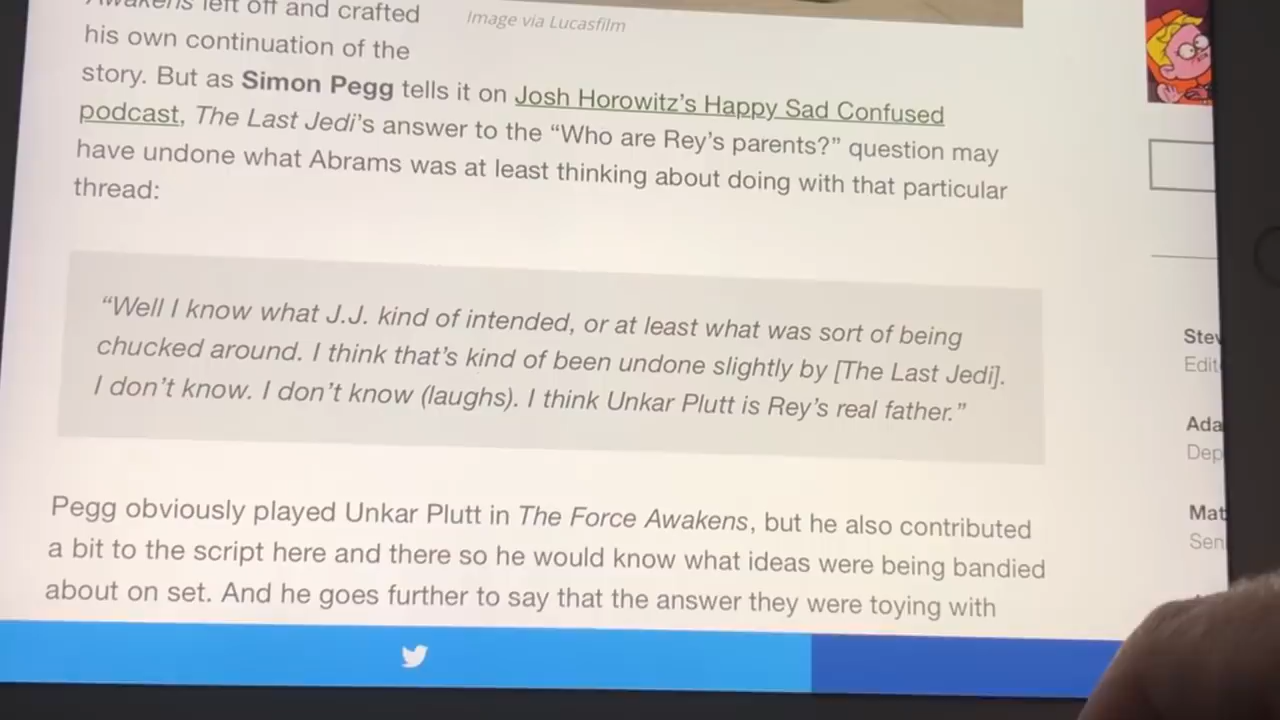 Awakens left off and crafted
Image via Lucasfilm
his own continuation of the
story. But as Simon Pegg tells it on Josh Horowitz's Happy Sad Confused
podcast, The Last Jedi's answer to the “Who are Rey's parents?” question may
have undone what Abrams was at least thinking about doing with that particular
thread:
“Well I know what J.J. kind of intended, or at least what was sort of being
chucked around. I think that's kind of been undone slightly by [The Last Jedi].
I don't know. I don't know (laughs). I think Unkar Plutt is Rey's real father.”
Pegg obviously played Unkar Plutt in The Force Awakens, but he also contributed
a bit to the script here and there so he would know what ideas were being bandied
about on set. And he goes further to say that the answer they were toying with
Stev
Edit
Ada
Dep
Mat
Sen